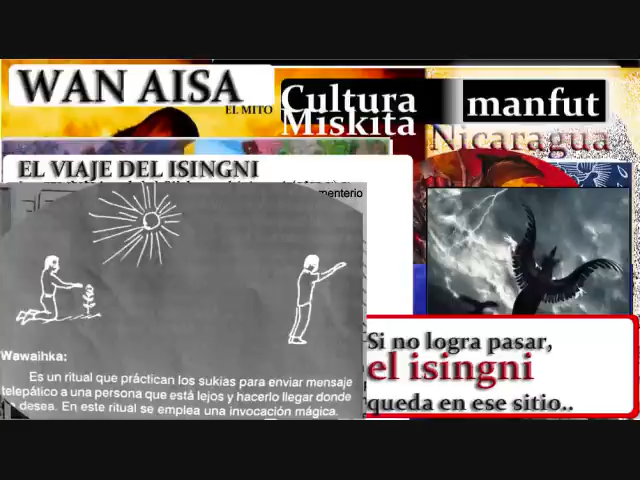 WAN AISA
EL MITO
Cultura
Miskita
manfut
Nicaragua
EL VIAJE DEL ISINGNI
menterio
Wawaihka:
Es un ritual que práctican los sukias para enviar mensaje
telepático a una persona que está lejos y hacerlo llegar donde
desea. En este ritual se emplea una invocación mágica.
Si no logra pasar,
el isingni
queda en ese sitio..